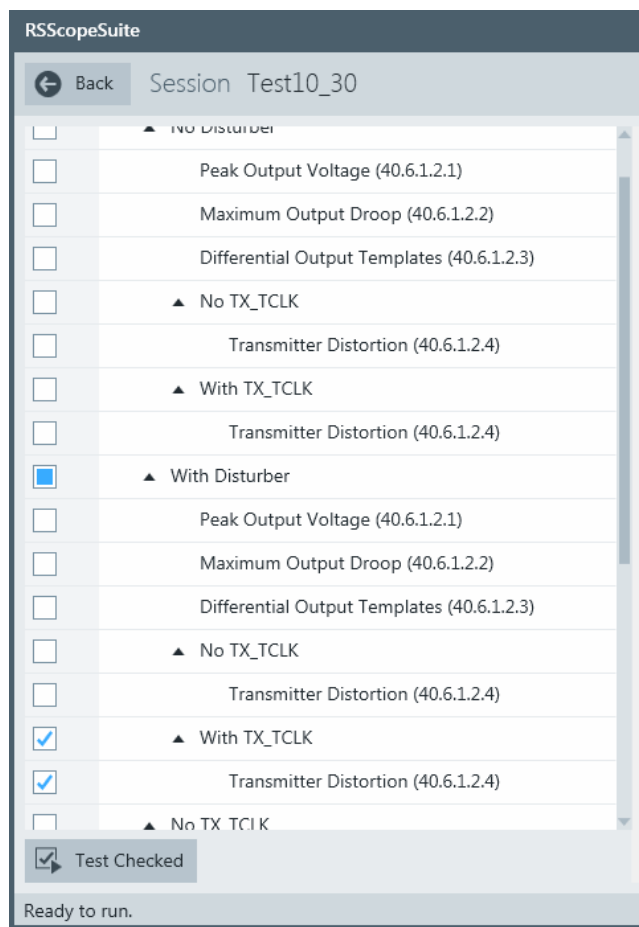 RSScopeSuite
Back Session Test10_30
No Disturber
Peak Output Voltage (40.6.1.2.1)
Maximum Output Droop (40.6.1.2.2)
Differential Output Templates (40.6.1.2.3)
No TX_TCLK
Transmitter Distortion (40.6.1.2.4)
With TX_TCLK
Transmitter Distortion (40.6.1.2.4)
With Disturber
Peak Output Voltage (40.6.1.2.1)
Maximum Output Droop (40.6.1.2.2)
Differential Output Templates (40.6.1.2.3)
No TX_TCLK
Transmitter Distortion (40.6.1.2.4)
With TX_TCLK
Transmitter Distortion (40.6.1.2.4)
No TX_TCLK
Test Checked
Ready to run.